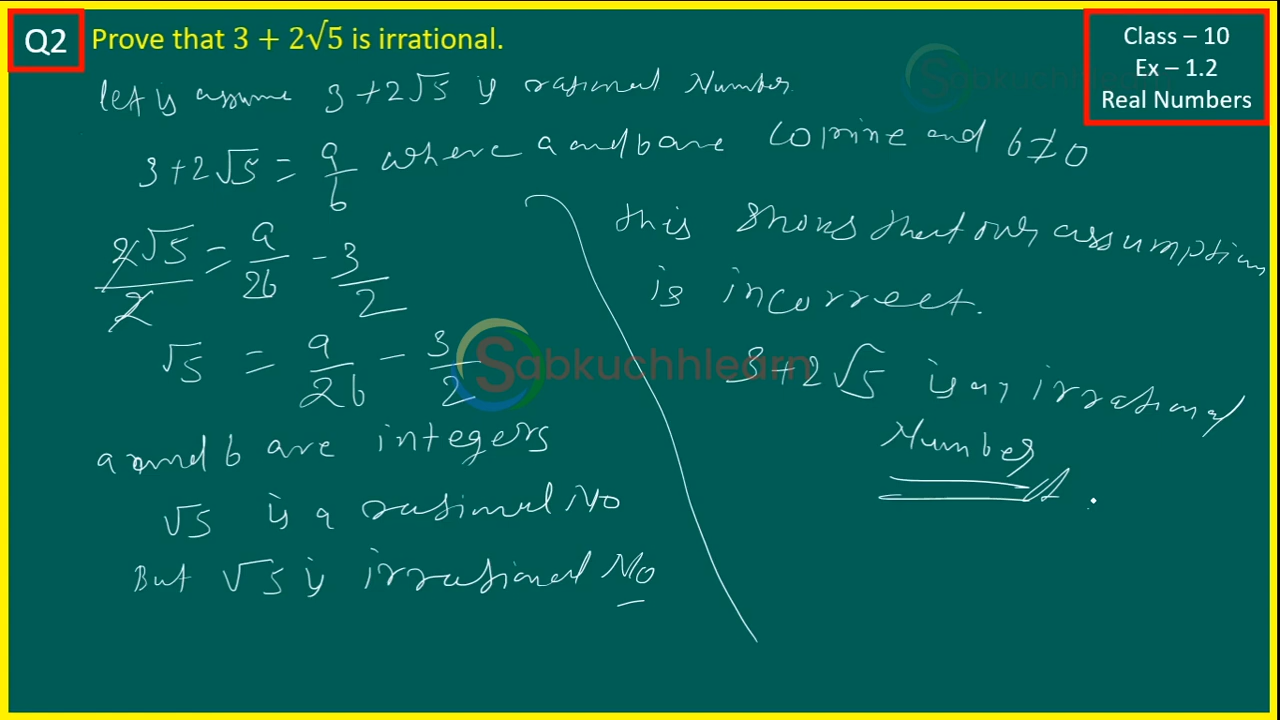 Q2 Prove that 3 + 2√5 is irrational.
Class – 10
Ex – 1.2
Real Numbers
let is assume 3+2√5 is rational Number
3+2√5 = a/b where a and b are coprime and b≠0
2√5/2 = a/2b - 3/2
√5 = a/2b - 3/2
a and b are integers
√5 is a rational No
But √5 is irrational No
this shows that our assumption
is incorrect.
3+2√5 is an irrational
Number
Sabkuchhlearn
Sabkuchhlearn